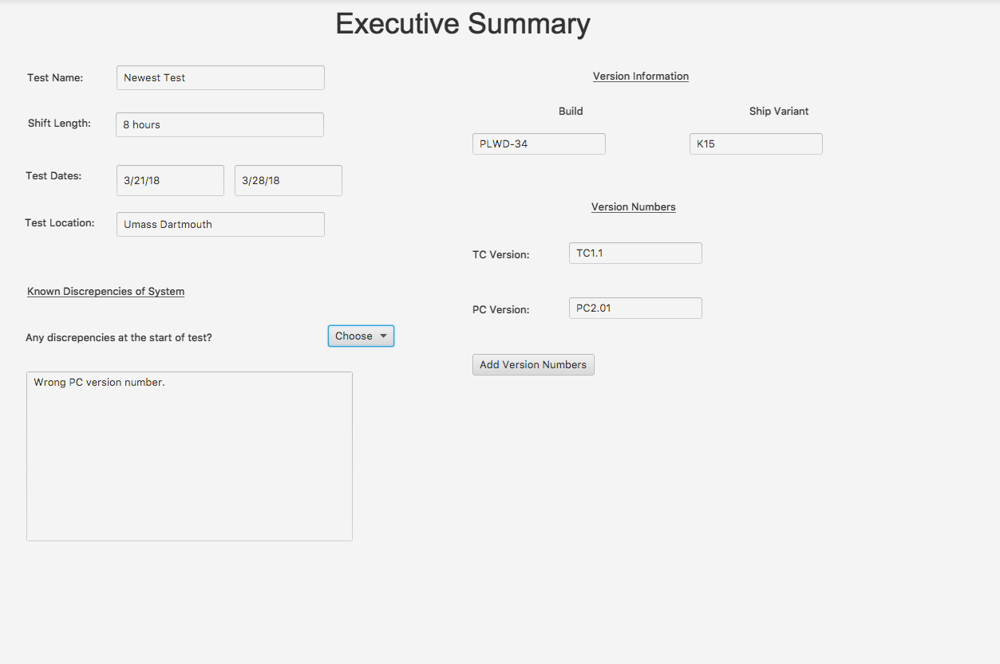 Executive Summary
Test Name: Newest Test
Shift Length: 8 hours
Test Dates: 3/21/18 3/28/18
Test Location: Umass Dartmouth
Known Discrepencies of System
Any discrepencies at the start of test? Choose
Wrong PC version number.
Version Information
Build Ship Variant
PLWD-34 K15
Version Numbers
TC Version: TC1.1
PC Version: PC2.01
Add Version Numbers